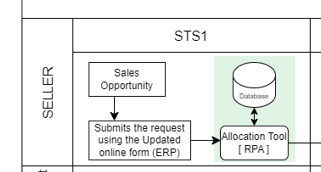 STS1
SELLER
Sales
Opportunity
Database
Submits the request
using the Updated
online form (ERP)
Allocation Tool
[ RPA ]